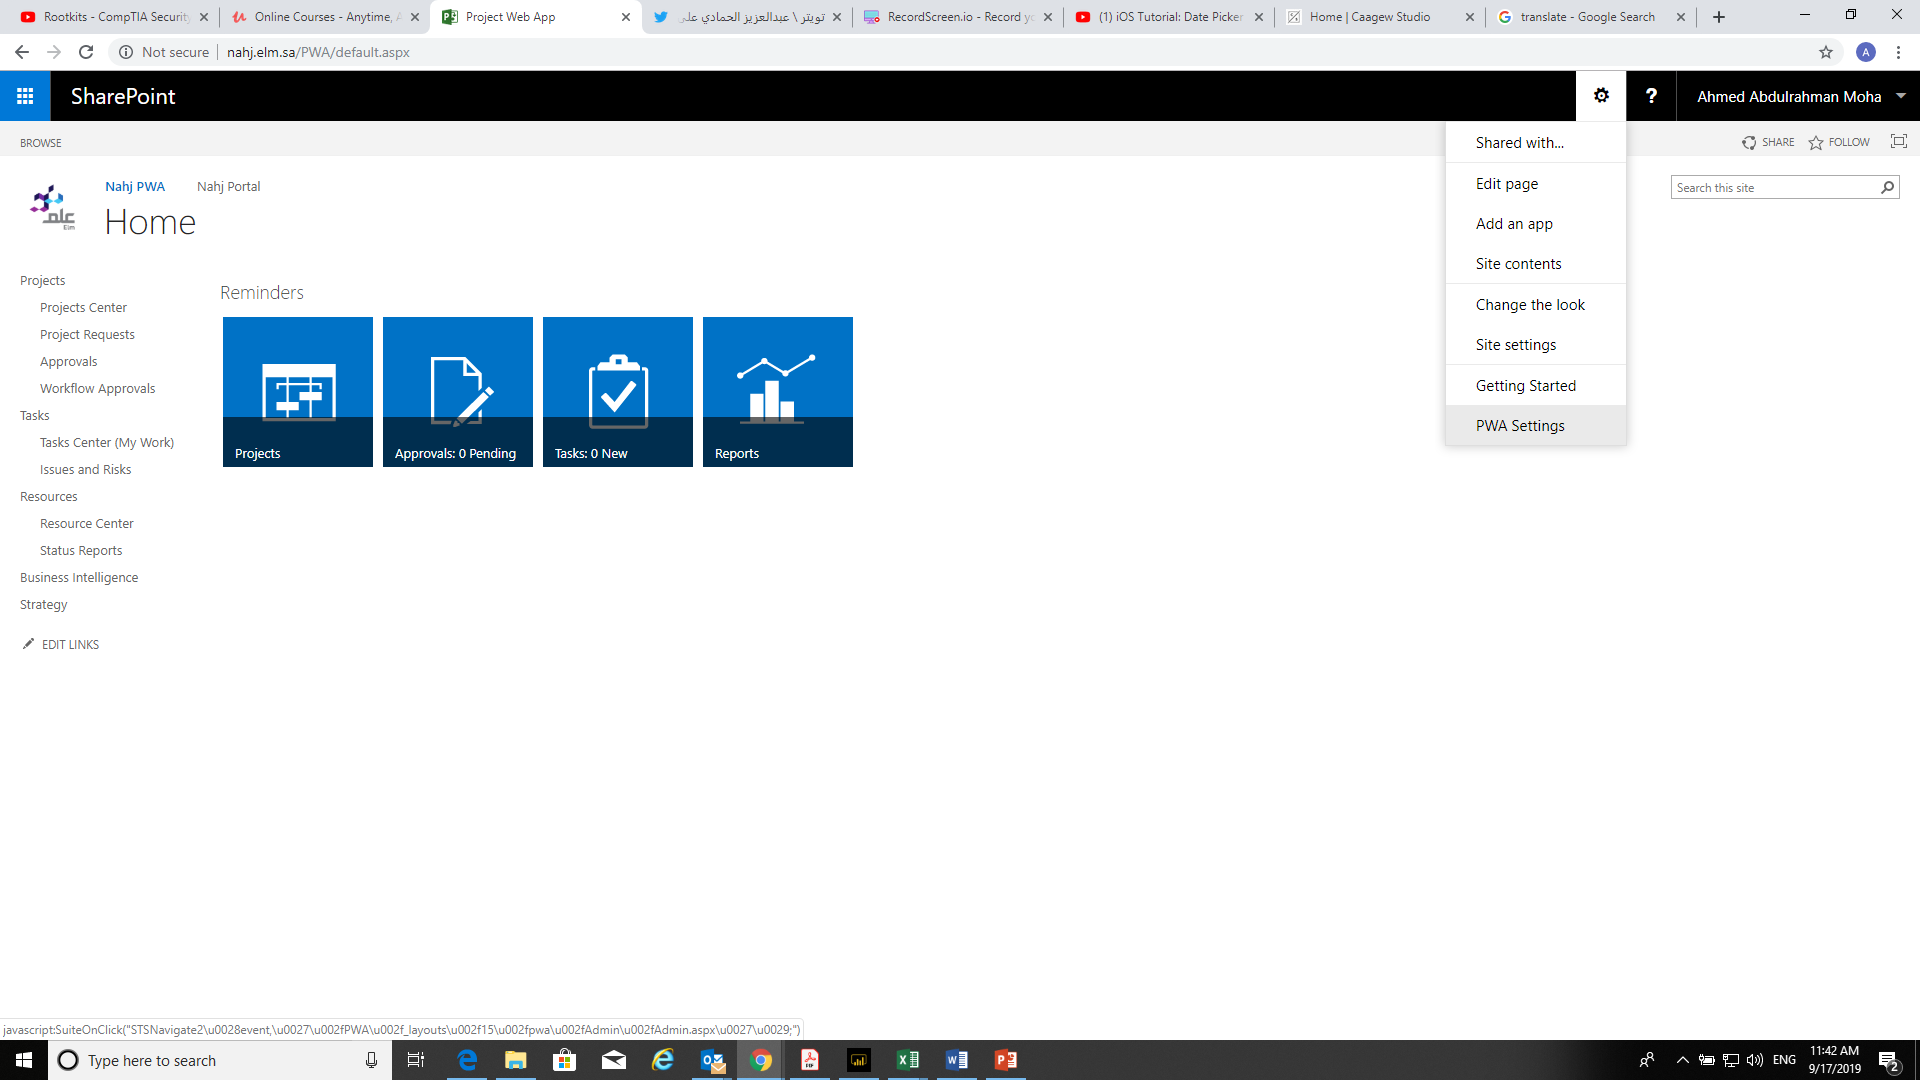 Rootkits - CompTIA Security
Online Courses - Anytime, A
Project Web App
تويتر \ عبدالعزيز الحمادي على
RecordScreen.io - Record yo
(1) iOS Tutorial: Date Picker
Home | Caagew Studio
translate - Google Search
Not secure
nahj.elm.sa/PWA/default.aspx
A
SharePoint
?
Ahmed Abdulrahman Moha
BROWSE
SHARE
FOLLOW
Nahj PWA
Nahj Portal
Home
علم
Elm
Search this site
Shared with...
Edit page
Add an app
Site contents
Change the look
Site settings
Getting Started
PWA Settings
Projects
Projects Center
Project Requests
Approvals
Workflow Approvals
Tasks
Tasks Center (My Work)
Issues and Risks
Resources
Resource Center
Status Reports
Business Intelligence
Strategy
EDIT LINKS
Reminders
Projects
Approvals: 0 Pending
Tasks: 0 New
Reports
javascript:SuiteOnClick("STSNavigate2\u0028event,\u0027\u002fPWA\u002f_layouts\u002f15\u002fpwa\u002fAdmin\u002fAdmin.aspx\u0027\u0029;")
Type here to search
ENG
11:42 AM
9/17/2019
2